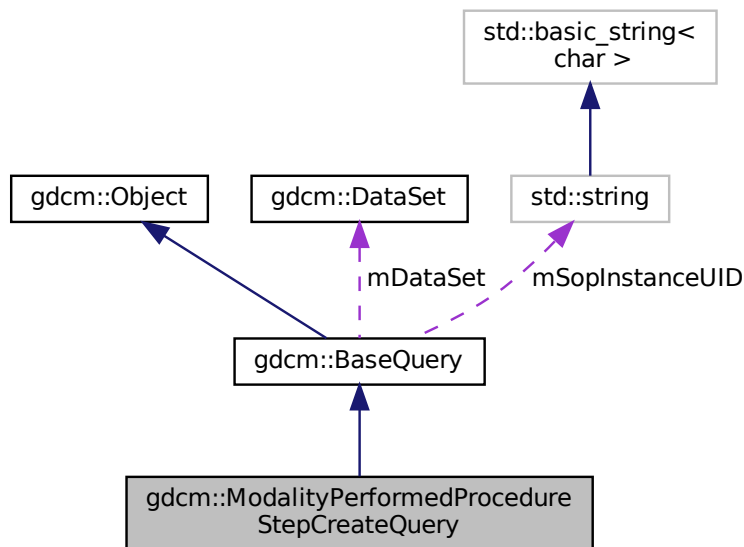 std::basic_string<
char >
gdcm::Object
gdcm::DataSet
std::string
mDataSet
mSopInstanceUID
gdcm::BaseQuery
gdcm::ModalityPerformedProcedure
StepCreateQuery